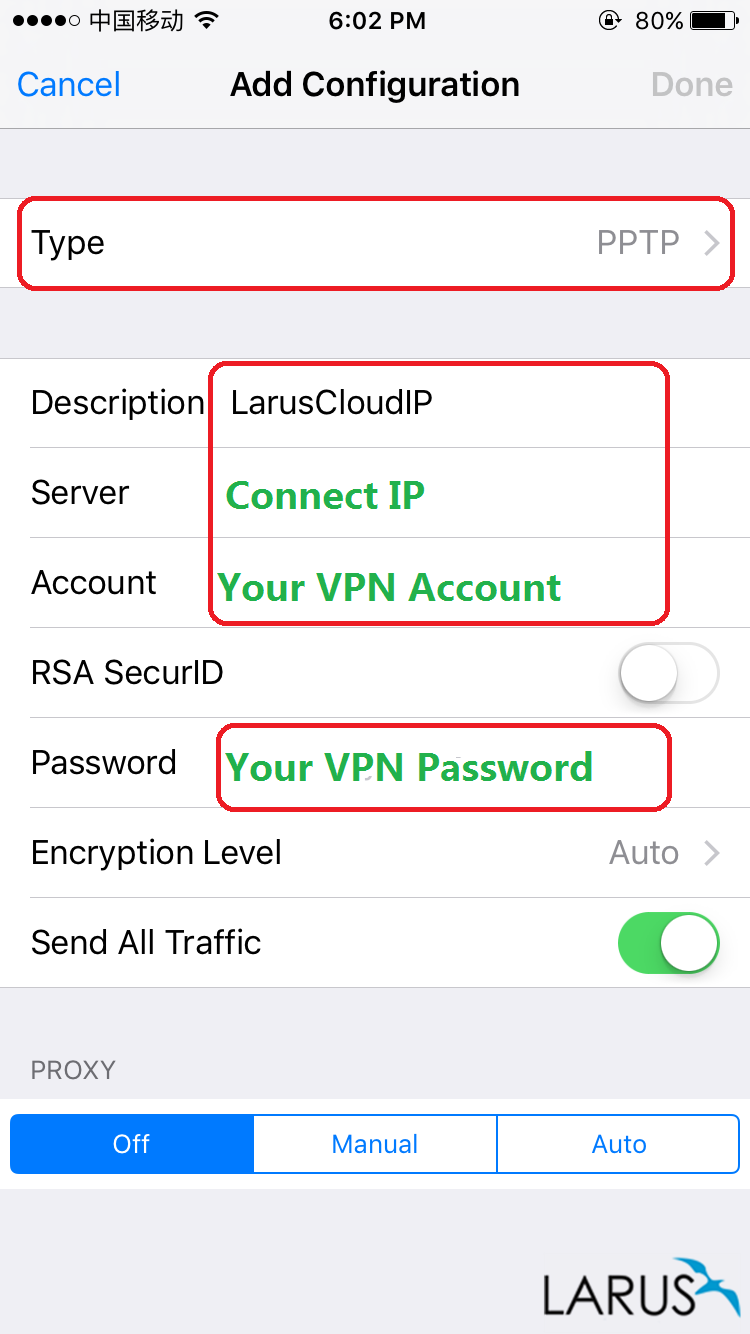 中国移动 6:02 PM 80%
Cancel Add Configuration Done
Type PPTP
Description LarusCloudIP
Server Connect IP
Account Your VPN Account
RSA SecurID
Password Your VPN Password
Encryption Level Auto
Send All Traffic
PROXY
Off Manual Auto
LARUS